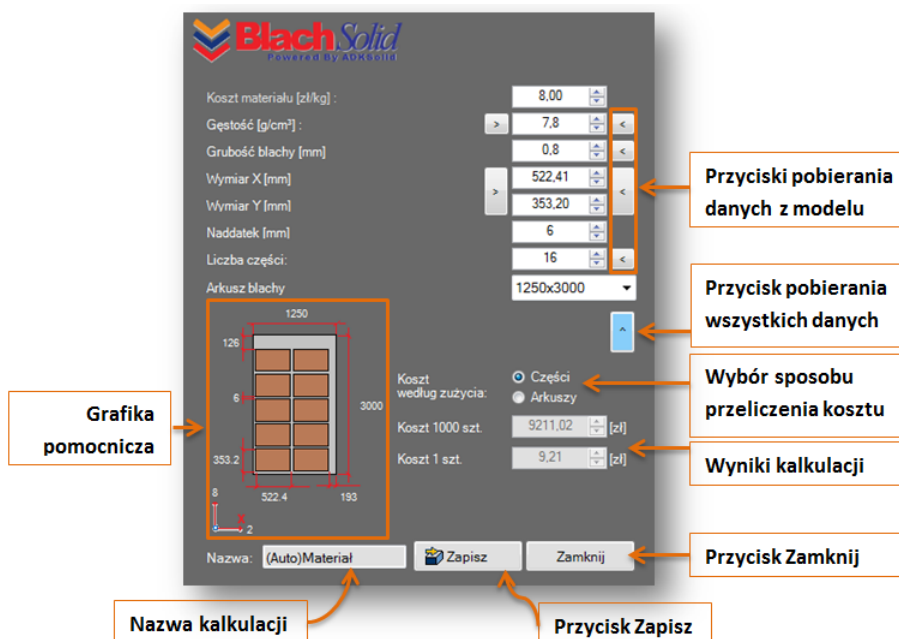 BlachSolid
Powered By ADKSolid
Koszt materiału [zł/kg] : 8,00
Gęstość [g/cm³] : > 7,8 <
Grubość blachy [mm] 0,8 <
Wymiar X [mm] 522,41
> <
Wymiar Y [mm] 353,20
Naddatek [mm] 6
Liczba części: 16 <
Arkusz blachy 1250x3000
^
1250
126
6
3000
353.2
522.4 193
8
X
2
Koszt
według zużycia:
Części
Arkuszy
Koszt 1000 szt. 9211,02 [zł]
Koszt 1 szt. 9,21 [zł]
Nazwa: (Auto)Materiał Zapisz Zamknij
Przyciski pobierania
danych z modelu
Przycisk pobierania
wszystkich danych
Wybór sposobu
przeliczenia kosztu
Wyniki kalkulacji
Przycisk Zamknij
Grafika
pomocnicza
Nazwa kalkulacji
Przycisk Zapisz